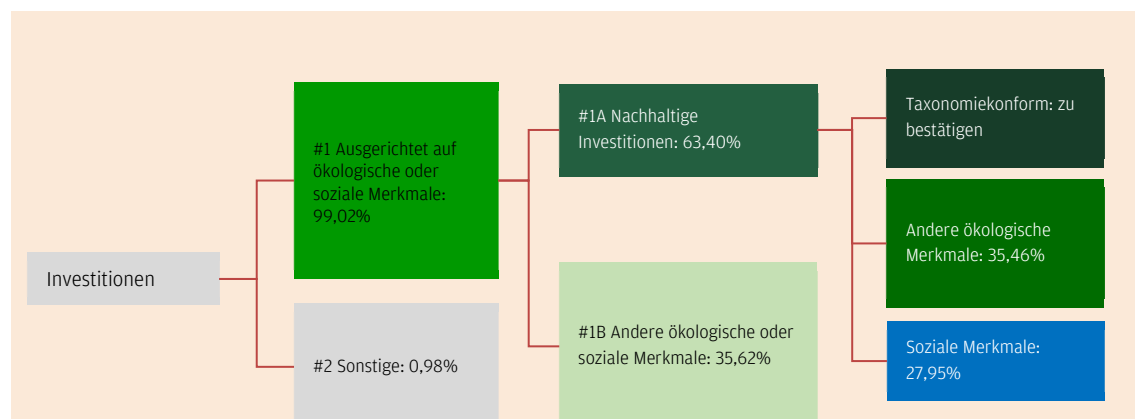 Investitionen
#1 Ausgerichtet auf
ökologische oder
soziale Merkmale:
99,02%
#2 Sonstige: 0,98%
#1A Nachhaltige
Investitionen: 63,40%
#1B Andere ökologische oder
soziale Merkmale: 35,62%
Taxonomiekonform: zu
bestätigen
Andere ökologische
Merkmale: 35,46%
Soziale Merkmale:
27,95%